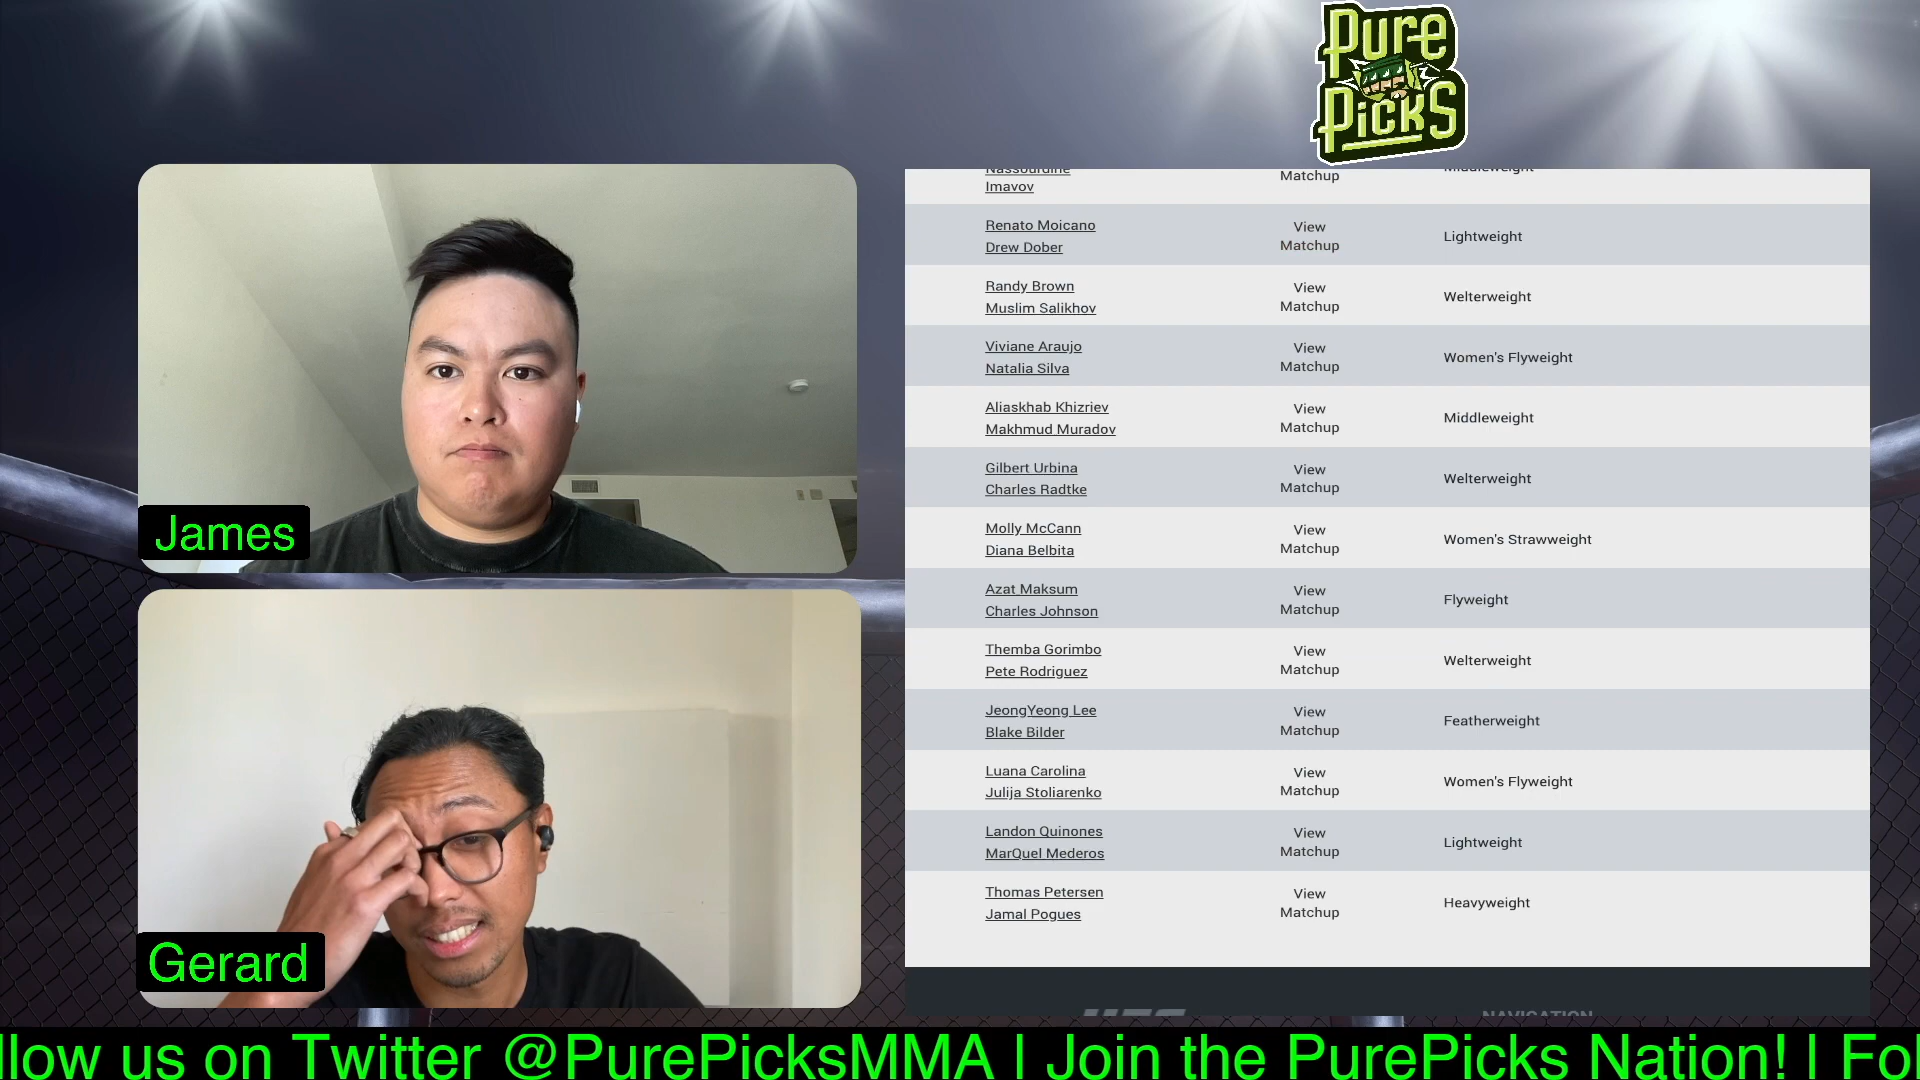 Pure
Picks
James
Gerard
Nassourdine
Imavov
Matchup
Middleweight
Renato Moicano
Drew Dober
View
Matchup
Lightweight
Randy Brown
Muslim Salikhov
View
Matchup
Welterweight
Viviane Araujo
Natalia Silva
View
Matchup
Women's Flyweight
Aliaskhab Khizriev
Makhmud Muradov
View
Matchup
Middleweight
Gilbert Urbina
Charles Radtke
View
Matchup
Welterweight
Molly McCann
Diana Belbita
View
Matchup
Women's Strawweight
Azat Maksum
Charles Johnson
View
Matchup
Flyweight
Themba Gorimbo
Pete Rodriguez
View
Matchup
Welterweight
JeongYeong Lee
Blake Bilder
View
Matchup
Featherweight
Luana Carolina
Julija Stoliarenko
View
Matchup
Women's Flyweight
Landon Quinones
MarQuel Mederos
View
Matchup
Lightweight
Thomas Petersen
Jamal Pogues
View
Matchup
Heavyweight
UFC
NAVIGATION
llow us on Twitter @PurePicksMMA | Join the PurePicks Nation! | Fol